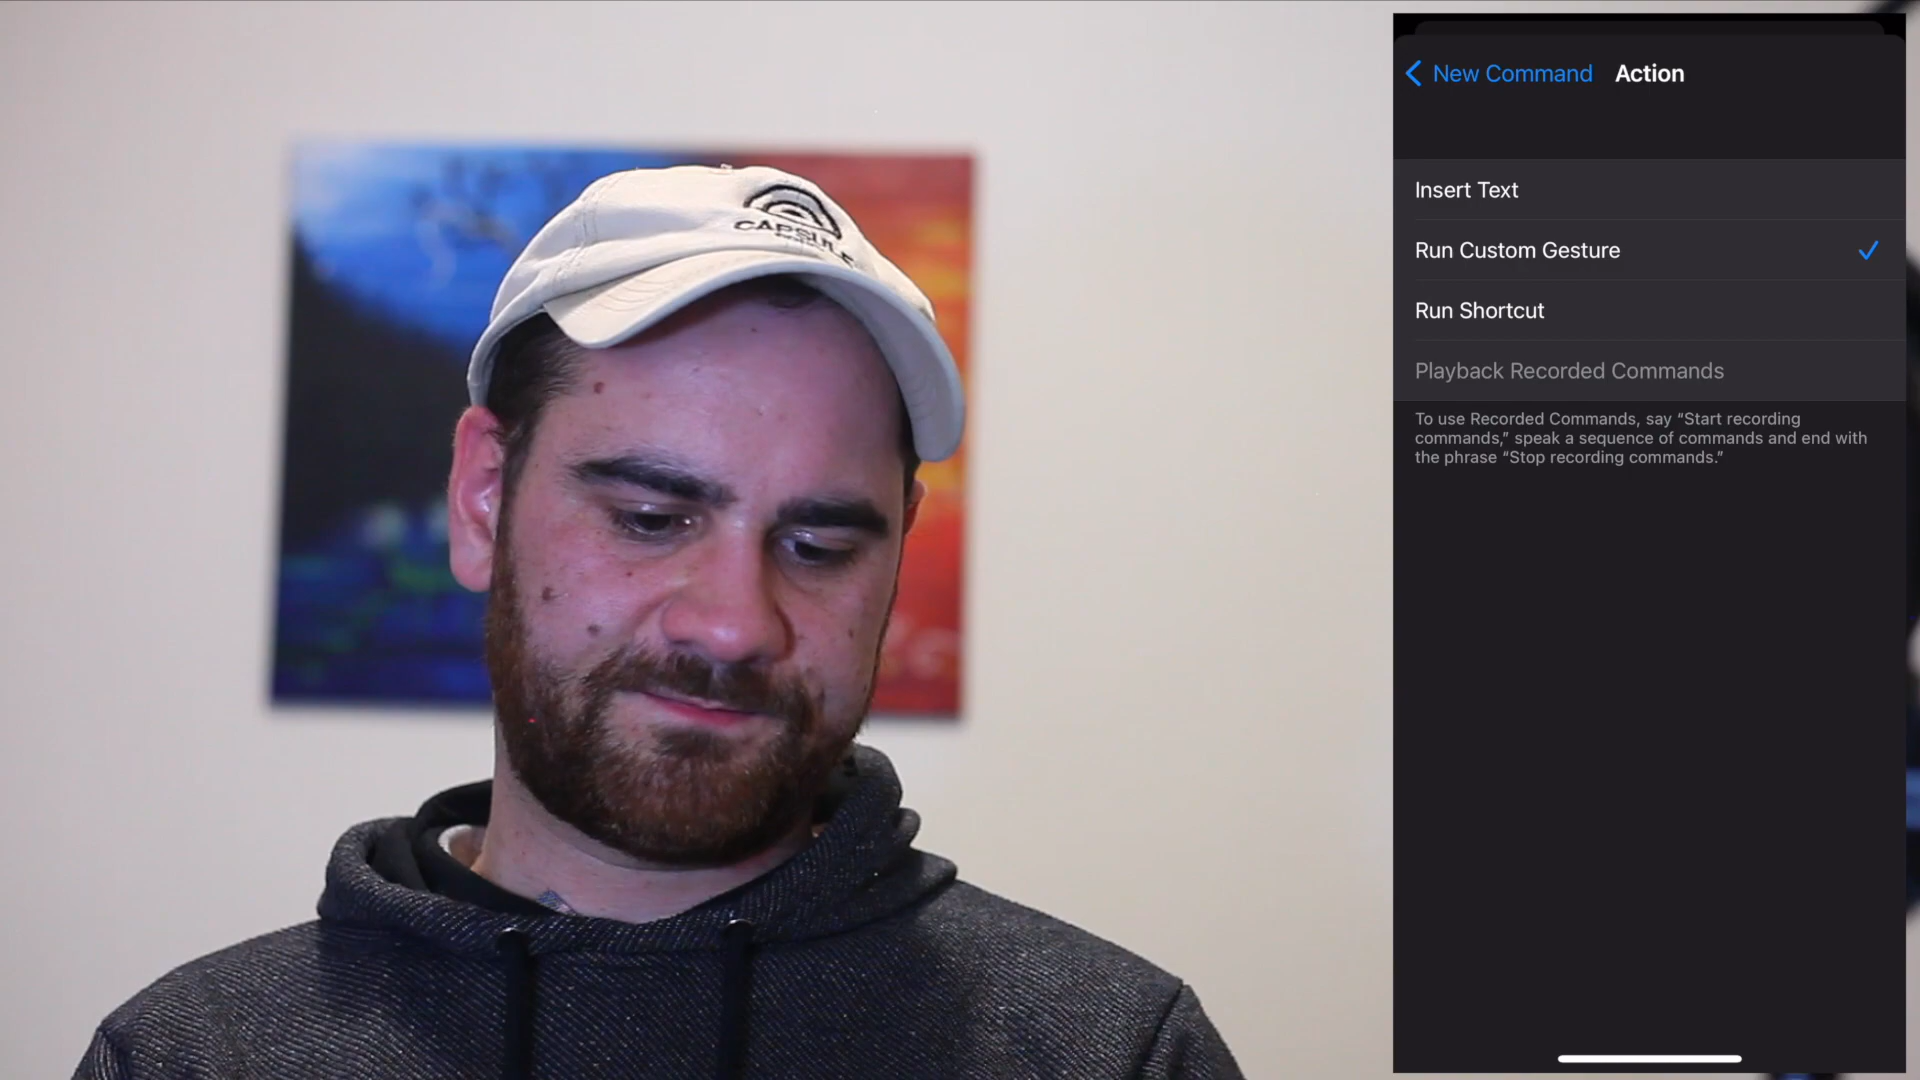 New Command
Action
Insert Text
Run Custom Gesture
Run Shortcut
Playback Recorded Commands
To use Recorded Commands, say “Start recording
commands,” speak a sequence of commands and end with
the phrase “Stop recording commands.”
CAPSULE